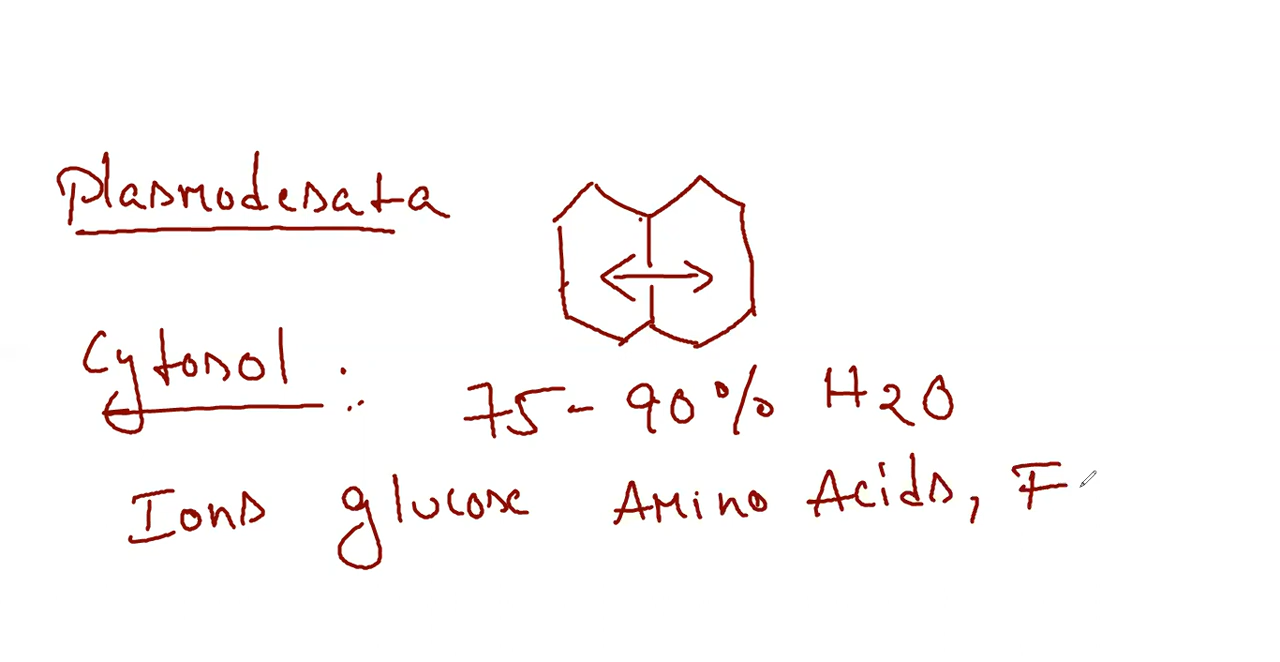 Plasmodesata
Cytosol :
75-90% H2O
Ions glucose Amino Acids, F